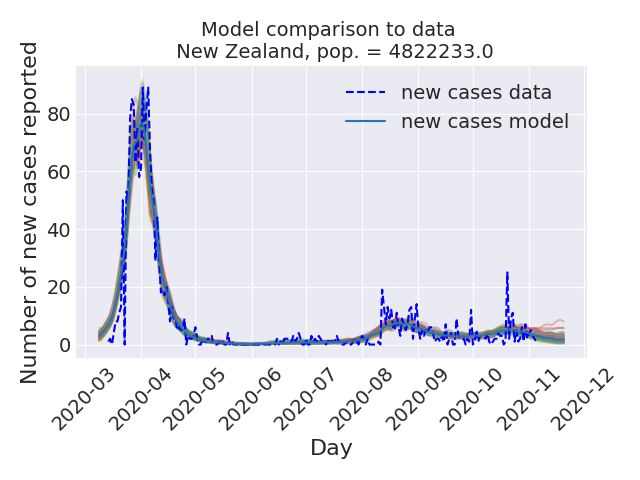 Model comparison to data
New Zealand, pop. = 4822233.0
new cases data
new cases model
Number of new cases reported
80
60
40
20
0
2020-03
2020-04
2020-05
2020-06
2020-07
2020-08
2020-09
2020-10
2020-11
2020-12
Day